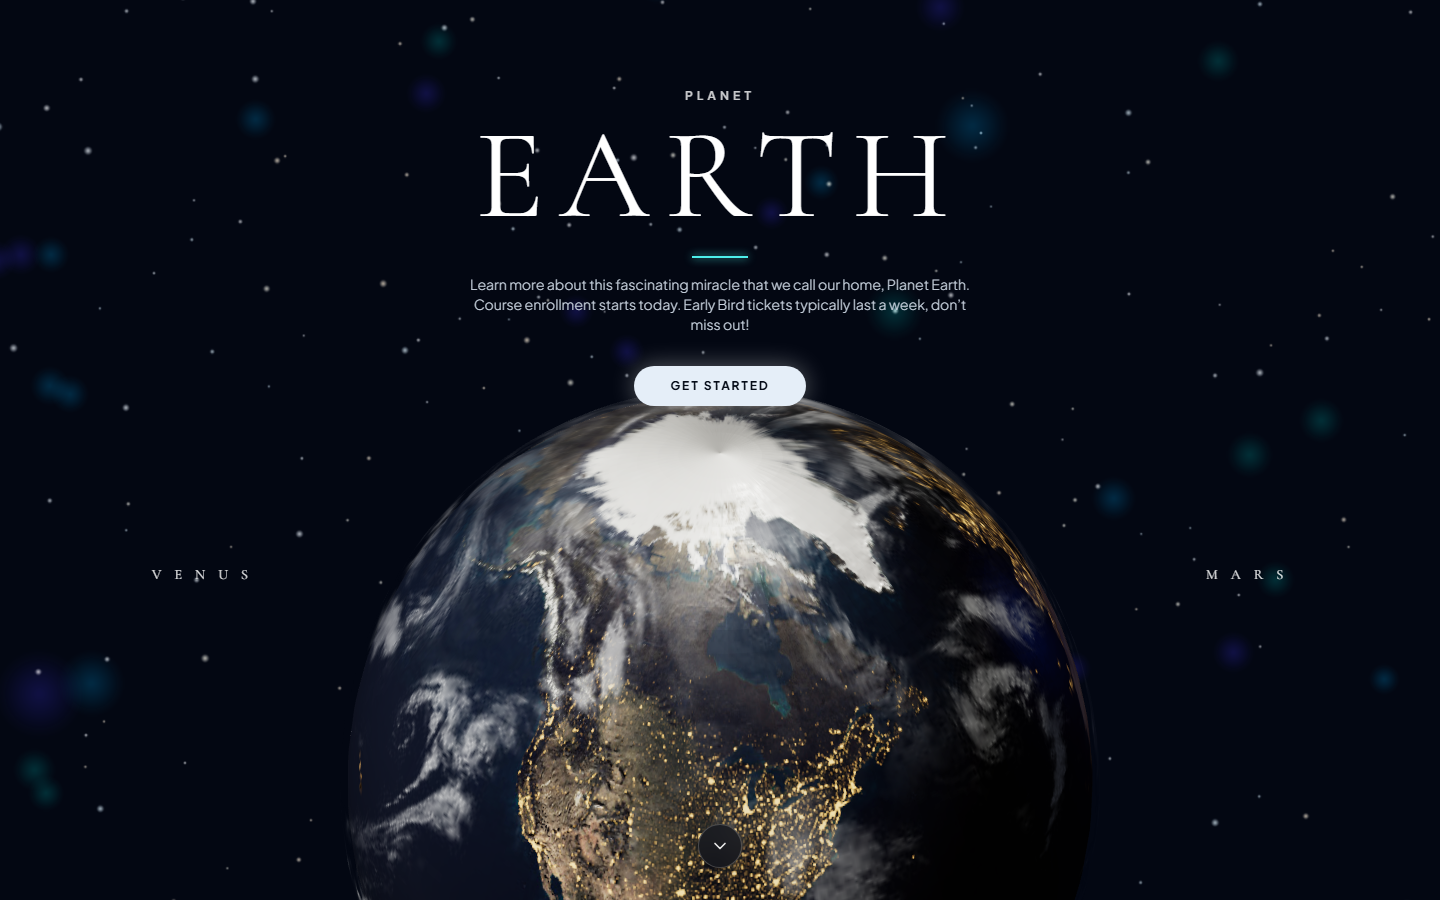 PLANET
EARTH
Learn more about this fascinating miracle that we call our home, Planet Earth.
Course enrollment starts today. Early Bird tickets typically last a week, don't
miss out!
GET STARTED
VENUS
MARS